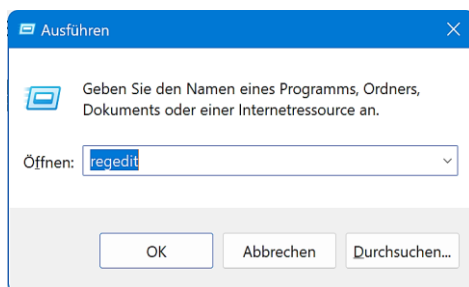 Ausführen
Geben Sie den Namen eines Programms, Ordners,
Dokuments oder einer Internetressource an.
Öffnen: regedit
OK Abbrechen Durchsuchen...